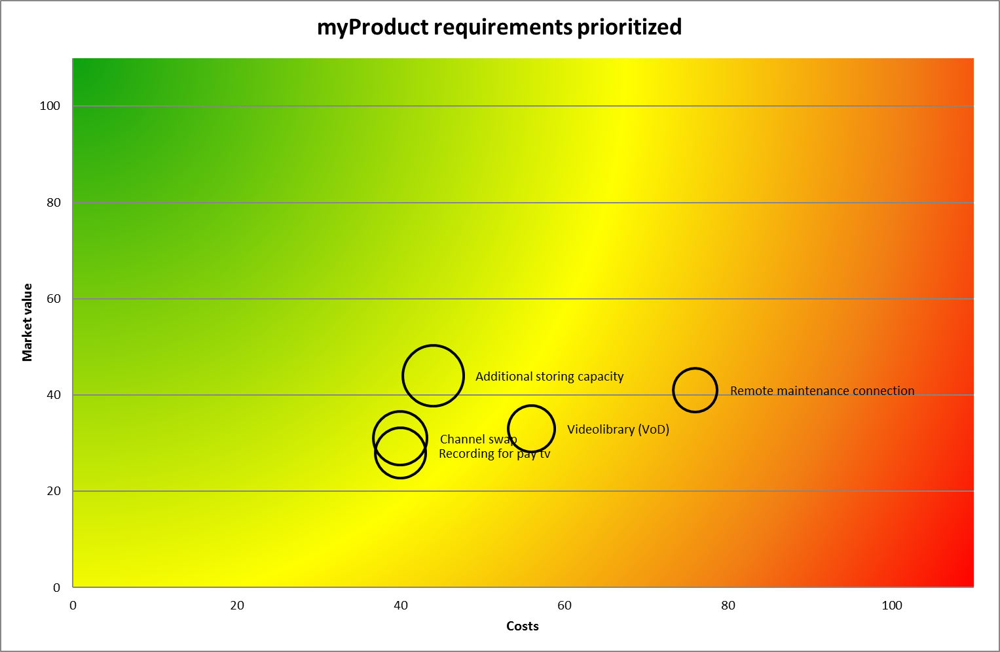 myProduct requirements prioritized
100
80
60
40
20
0
Market value
Additional storing capacity
Remote maintenance connection
Videolibrary (VoD)
Channel swap
Recording for pay tv
0
20
40
60
80
100
Costs